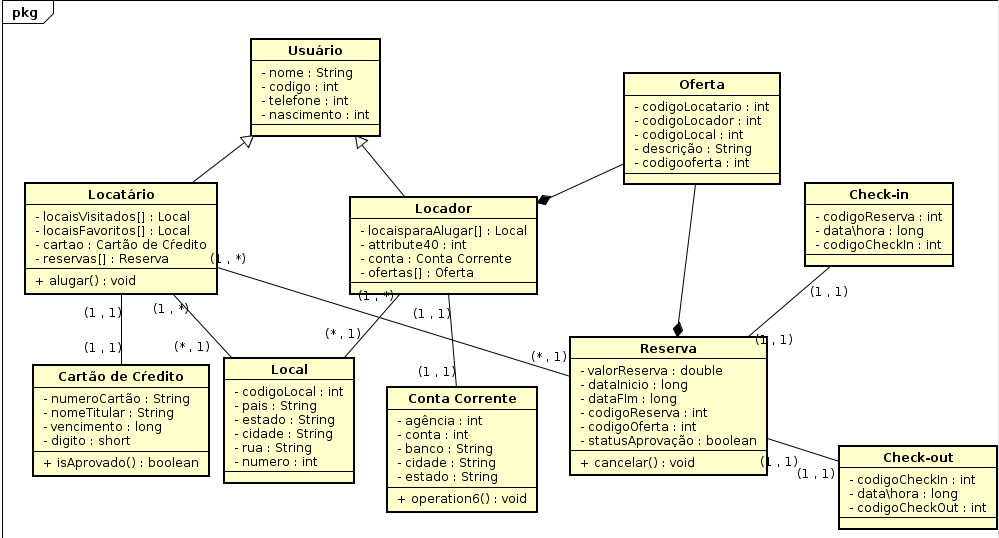 pkg
Usuário
- nome : String
- codigo : int
- telefone : int
- nascimento : int
Oferta
- codigoLocatario : int
- codigoLocador : int
- codigoLocal : int
- descrição : String
- codigooferta : int
Locatário
- locaisVisitados[] : Local
- locaisFavoritos[] : Local
- cartao : Cartão de Cŕedito
- reservas[] : Reserva
+ alugar() : void
Locador
- locaisparaAlugar[] : Local
- attribute40 : int
- conta : Conta Corrente
- ofertas[] : Oferta
Check-in
- codigoReserva : int
- data\hora : long
- codigoCheckIn : int
(1 , *)
(1 , 1)
(1 , *)
(1 , *)
(1 , 1)
(1 , 1)
(1 , 1)
(*, 1)
(*, 1)
(1 , 1)
(*, 1)
(1 , 1)
Cartão de Cŕedito
- numeroCartão : String
- nomeTitular : String
- vencimento : long
- digito : short
+ isAprovado() : boolean
Local
- codigoLocal : int
- pais : String
- estado : String
- cidade : String
- rua : String
- numero : int
Conta Corrente
- agência : int
- conta : int
- banco : String
- cidade : String
- estado : String
+ operation6() : void
Reserva
- valorReserva : double
- dataInicio : long
- dataFIm : long
- codigoReserva : int
- codigoOferta : int
- statusAprovação : boolean
+ cancelar() : void
(1 , 1)
(1 , 1)
Check-out
- codigoCheckIn : int
- data\hora : long
- codigoCheckOut : int